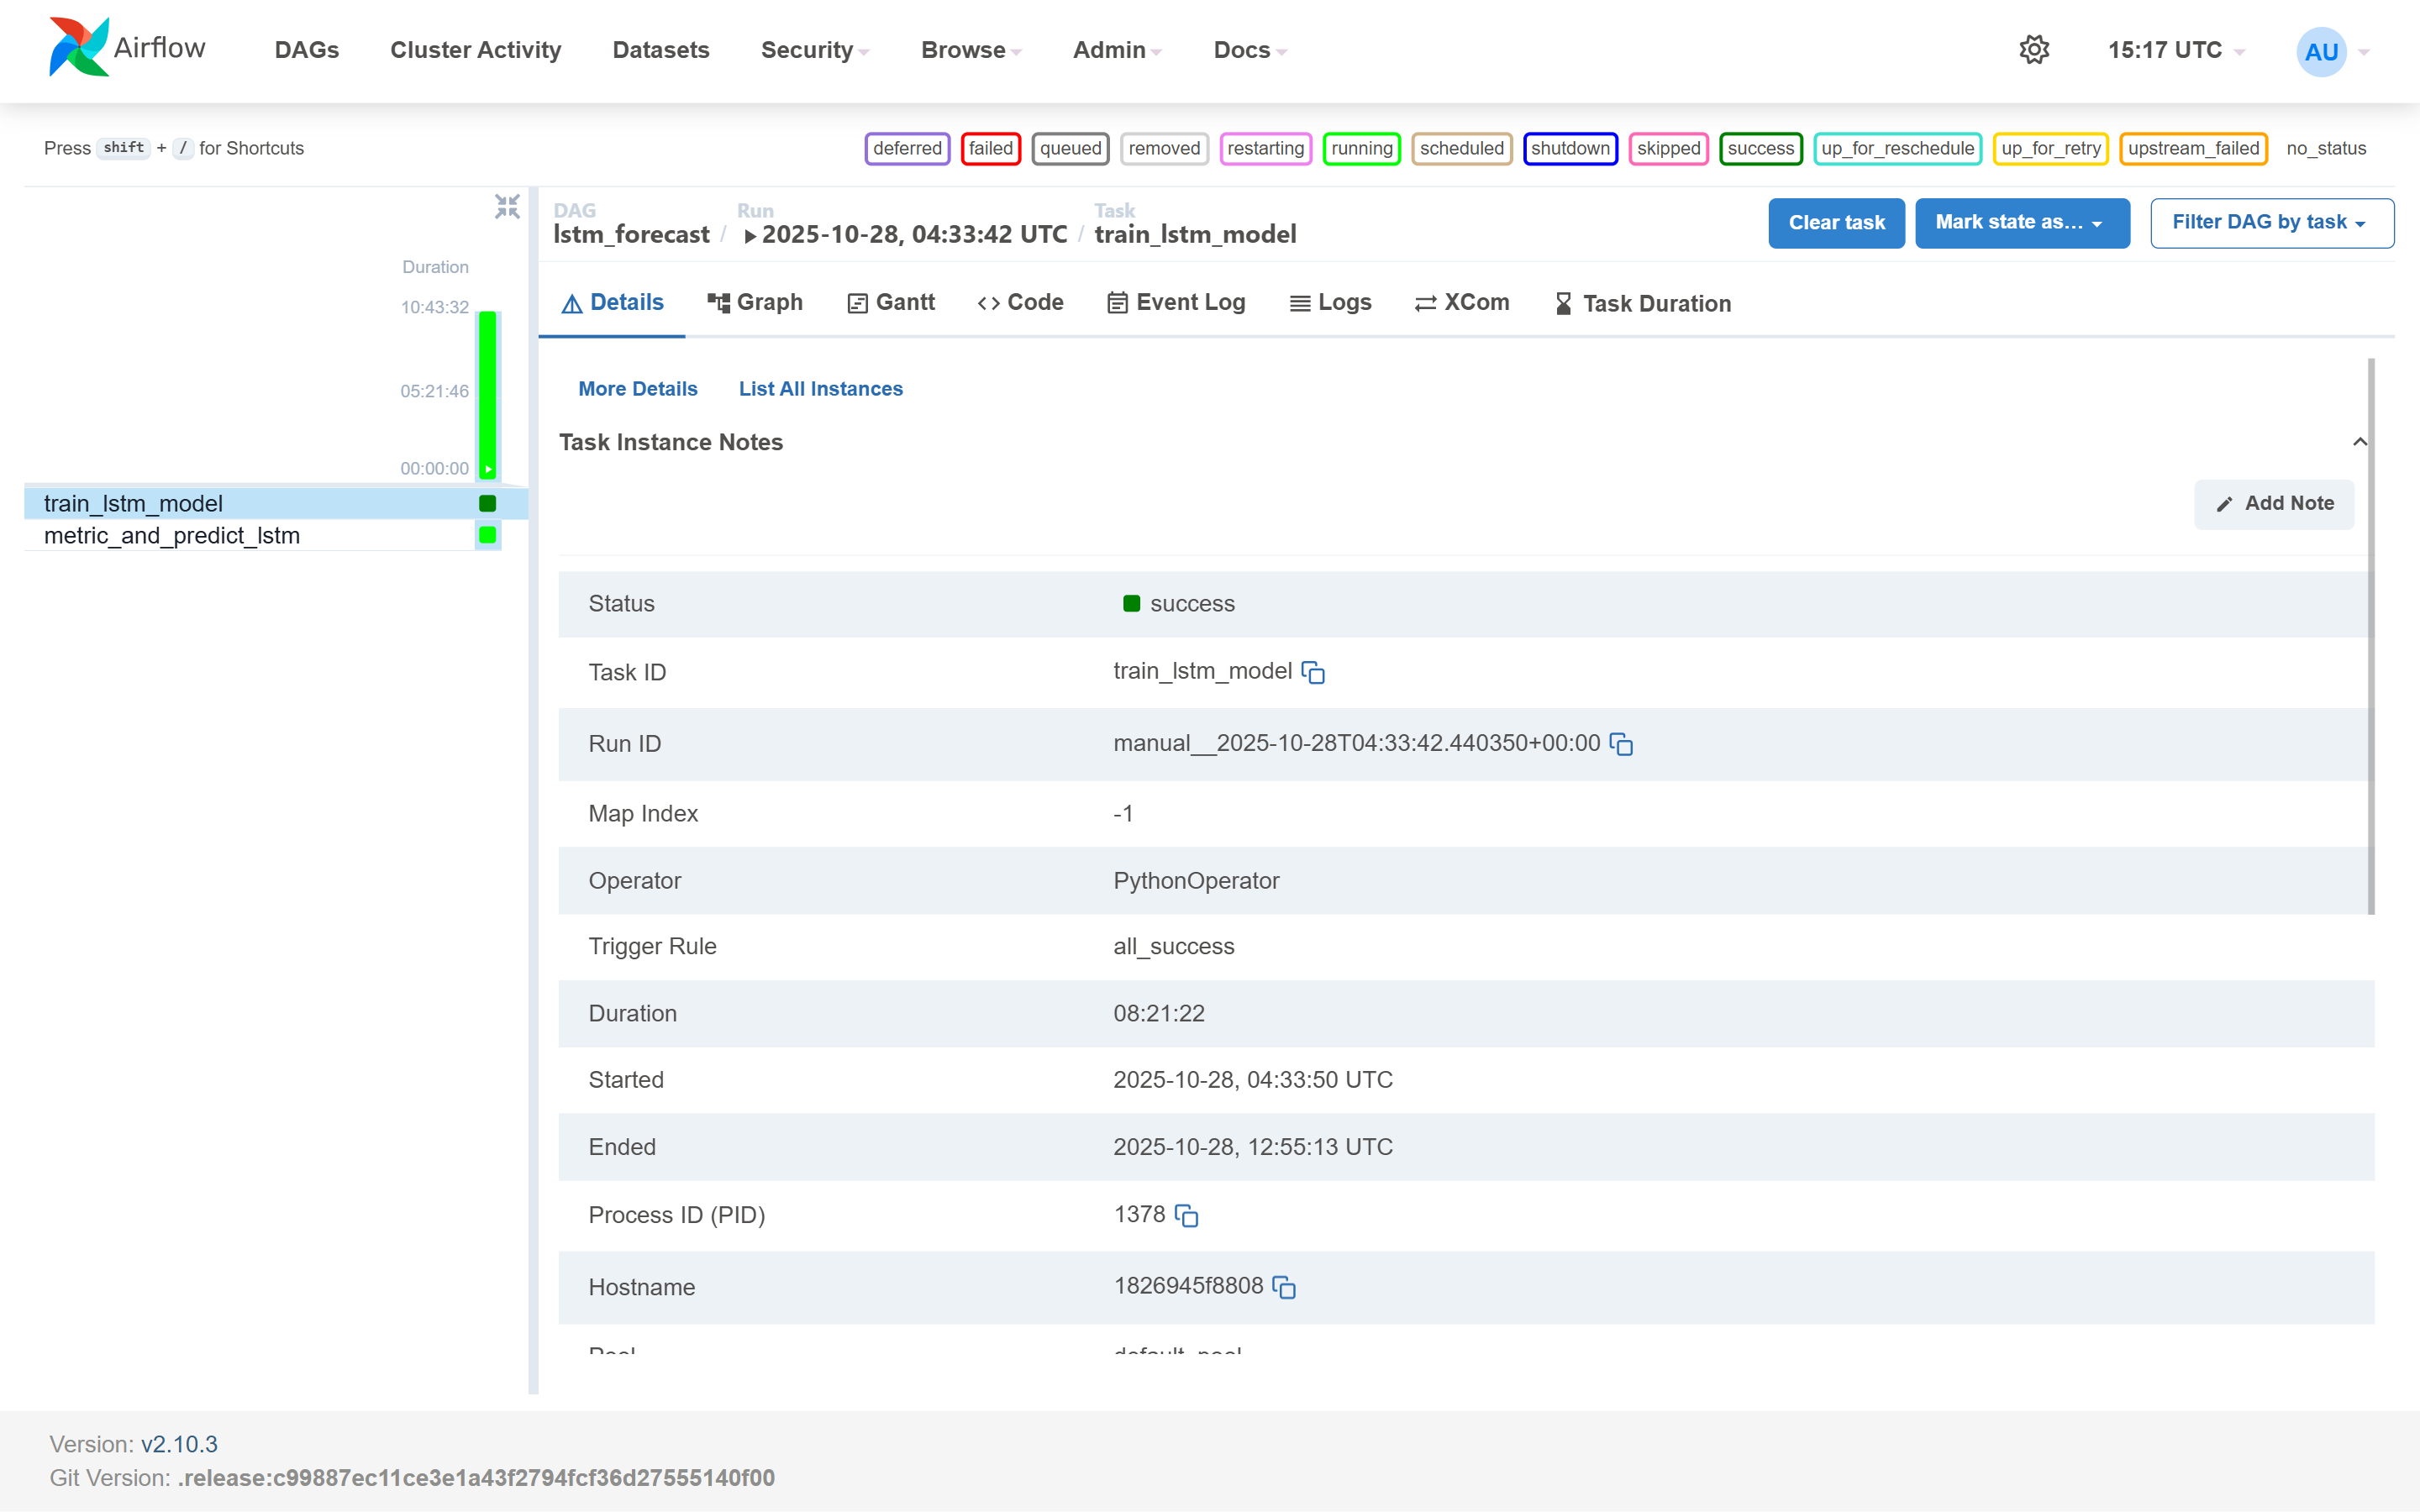 Airflow DAGs Cluster Activity Datasets Security Browse Admin Docs 15:17 UTC AU
Press shift + / for Shortcuts deferred failed queued removed restarting running scheduled shutdown skipped success up_for_reschedule up_for_retry upstream_failed no_status
DAG Run Task
lstm_forecast / 2025-10-28, 04:33:42 UTC / train_lstm_model
Clear task Mark state as... Filter DAG by task
Duration
10:43:32
05:21:46
00:00:00
train_lstm_model
metric_and_predict_lstm
Details Graph Gantt Code Event Log Logs XCom Task Duration
More Details List All Instances
Task Instance Notes
Add Note
Status success
Task ID train_lstm_model
Run ID manual__2025-10-28T04:33:42.440350+00:00
Map Index -1
Operator PythonOperator
Trigger Rule all_success
Duration 08:21:22
Started 2025-10-28, 04:33:50 UTC
Ended 2025-10-28, 12:55:13 UTC
Process ID (PID) 1378
Hostname 1826945f8808
Pool default_pool
Version: v2.10.3
Git Version: .release:c99887ec11ce3e1a43f2794fcf36d27555140f00